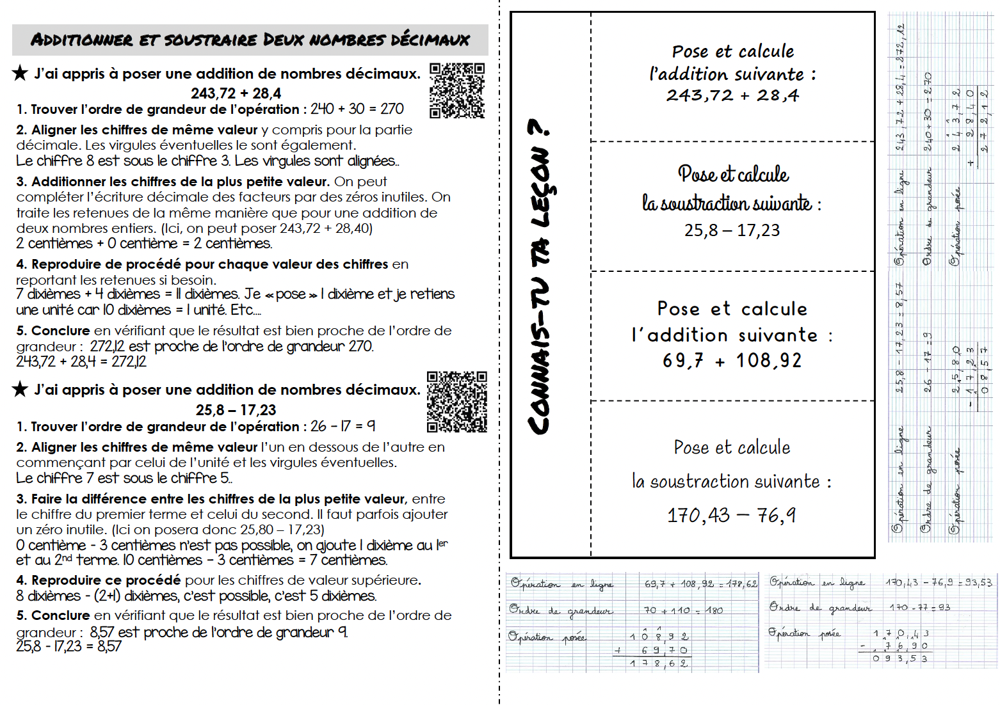 Additionner et soustraire Deux nombres décimaux
★ J'ai appris à poser une addition de nombres décimaux.
243,72 + 28,4
1. Trouver l'ordre de grandeur de l'opération : 240 + 30 = 270
2. Aligner les chiffres de même valeur y compris pour la partie
décimale. Les virgules éventuelles le sont également.
Le chiffre 8 est sous le chiffre 3. Les virgules sont alignées..
3. Additionner les chiffres de la plus petite valeur. On peut
compléter l'écriture décimale des facteurs par des zéros inutiles. On
traite les retenues de la même manière que pour une addition de
deux nombres entiers. (Ici, on peut poser 243,72 + 28,40)
2 centièmes + 0 centième = 2 centièmes.
4. Reproduire de procédé pour chaque valeur des chiffres en
reportant les retenues si besoin.
7 dixièmes + 4 dixièmes = 11 dixièmes. Je « pose » 1 dixième et je retiens
une unité car 10 dixièmes = 1 unité. Etc....
5. Conclure en vérifiant que le résultat est bien proche de l'ordre de
grandeur : 272,12 est proche de l'ordre de grandeur 270.
243,72 + 28,4 = 272,12
★ J'ai appris à poser une addition de nombres décimaux.
25,8 – 17,23
1. Trouver l'ordre de grandeur de l'opération : 26 – 17 = 9
2. Aligner les chiffres de même valeur l'un en dessous de l'autre en
commençant par celui de l'unité et les virgules éventuelles.
Le chiffre 7 est sous le chiffre 5..
3. Faire la différence entre les chiffres de la plus petite valeur, entre
le chiffre du premier terme et celui du second. Il faut parfois ajouter
un zéro inutile. (Ici on posera donc 25,80 – 17,23)
0 centième - 3 centièmes n'est pas possible, on ajoute 1 dixième au 1er
et au 2nd terme. 10 centièmes – 3 centièmes = 7 centièmes.
4. Reproduire ce procédé pour les chiffres de valeur supérieure.
8 dixièmes - (2+1) dixièmes, c'est possible, c'est 5 dixièmes.
5. Conclure en vérifiant que le résultat est bien proche de l'ordre de
grandeur : 8,57 est proche de l'ordre de grandeur 9.
25,8 - 17,23 = 8,57
Connais-tu ta leçon ?
Pose et calcule
l'addition suivante :
243,72 + 28,4
Pose et calcule
la soustraction suivante :
25,8 – 17,23
Pose et calcule
l'addition suivante :
69,7 + 108,92
Pose et calcule
la soustraction suivante :
170,43 – 76,9
Opération en ligne 243,72 + 28,4 = 272,12
Ordre de grandeur 240 + 30 = 270
Opération posée
1 1
2 4 3,7 2
+ 2 8,4 0
2 7 2,1 2
Opération en ligne 25,8 - 17,23 = 8,57
Ordre de grandeur 26 - 17 = 9
Opération posée
2 15,8 10
- 1 7,2 3
0 8,5 7
Opération en ligne 69,7 + 108,92 = 178,62
Ordre de grandeur 70 + 110 = 180
Opération posée
1 1
1 0 8,9 2
+ 6 9,7 0
1 7 8,6 2
Opération en ligne 170,43 - 76,9 = 93,53
Ordre de grandeur 170 - 77 = 93
Opération posée
1 7 0,4 3
- 7 6,9 0
0 9 3,5 3